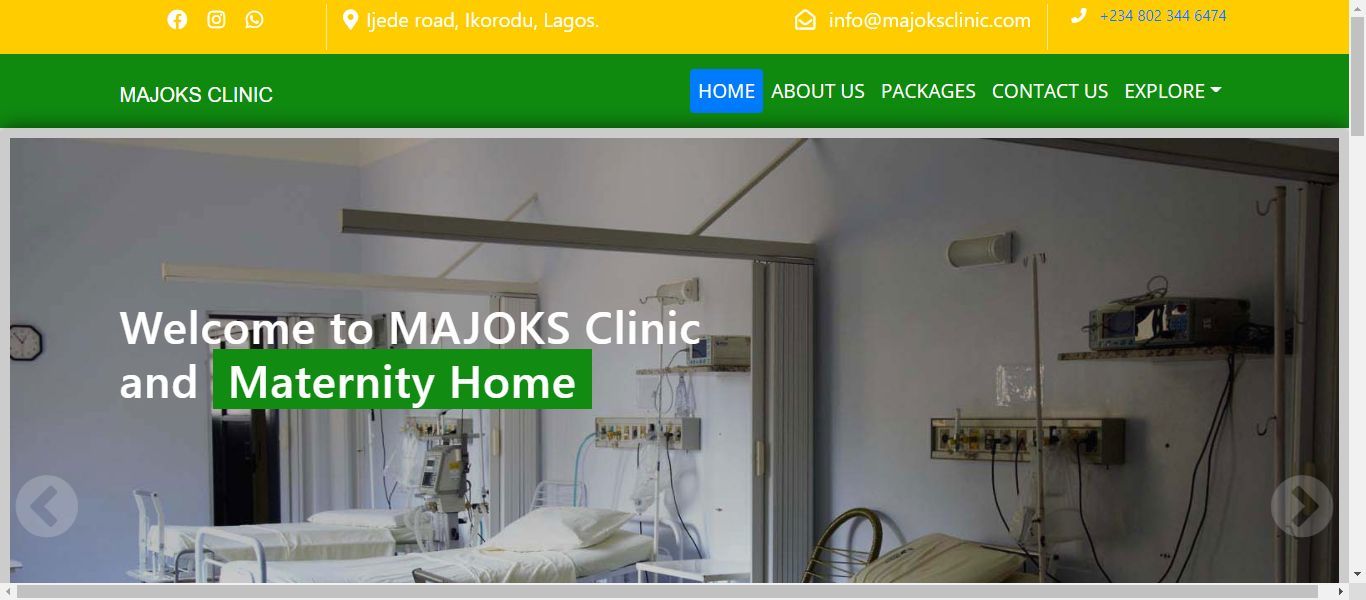 Ijede road, Ikorodu, Lagos.
info@majoksclinic.com
+234 802 344 6474
MAJOKS CLINIC
HOME
ABOUT US
PACKAGES
CONTACT US
EXPLORE
Welcome to MAJOKS Clinic
and Maternity Home